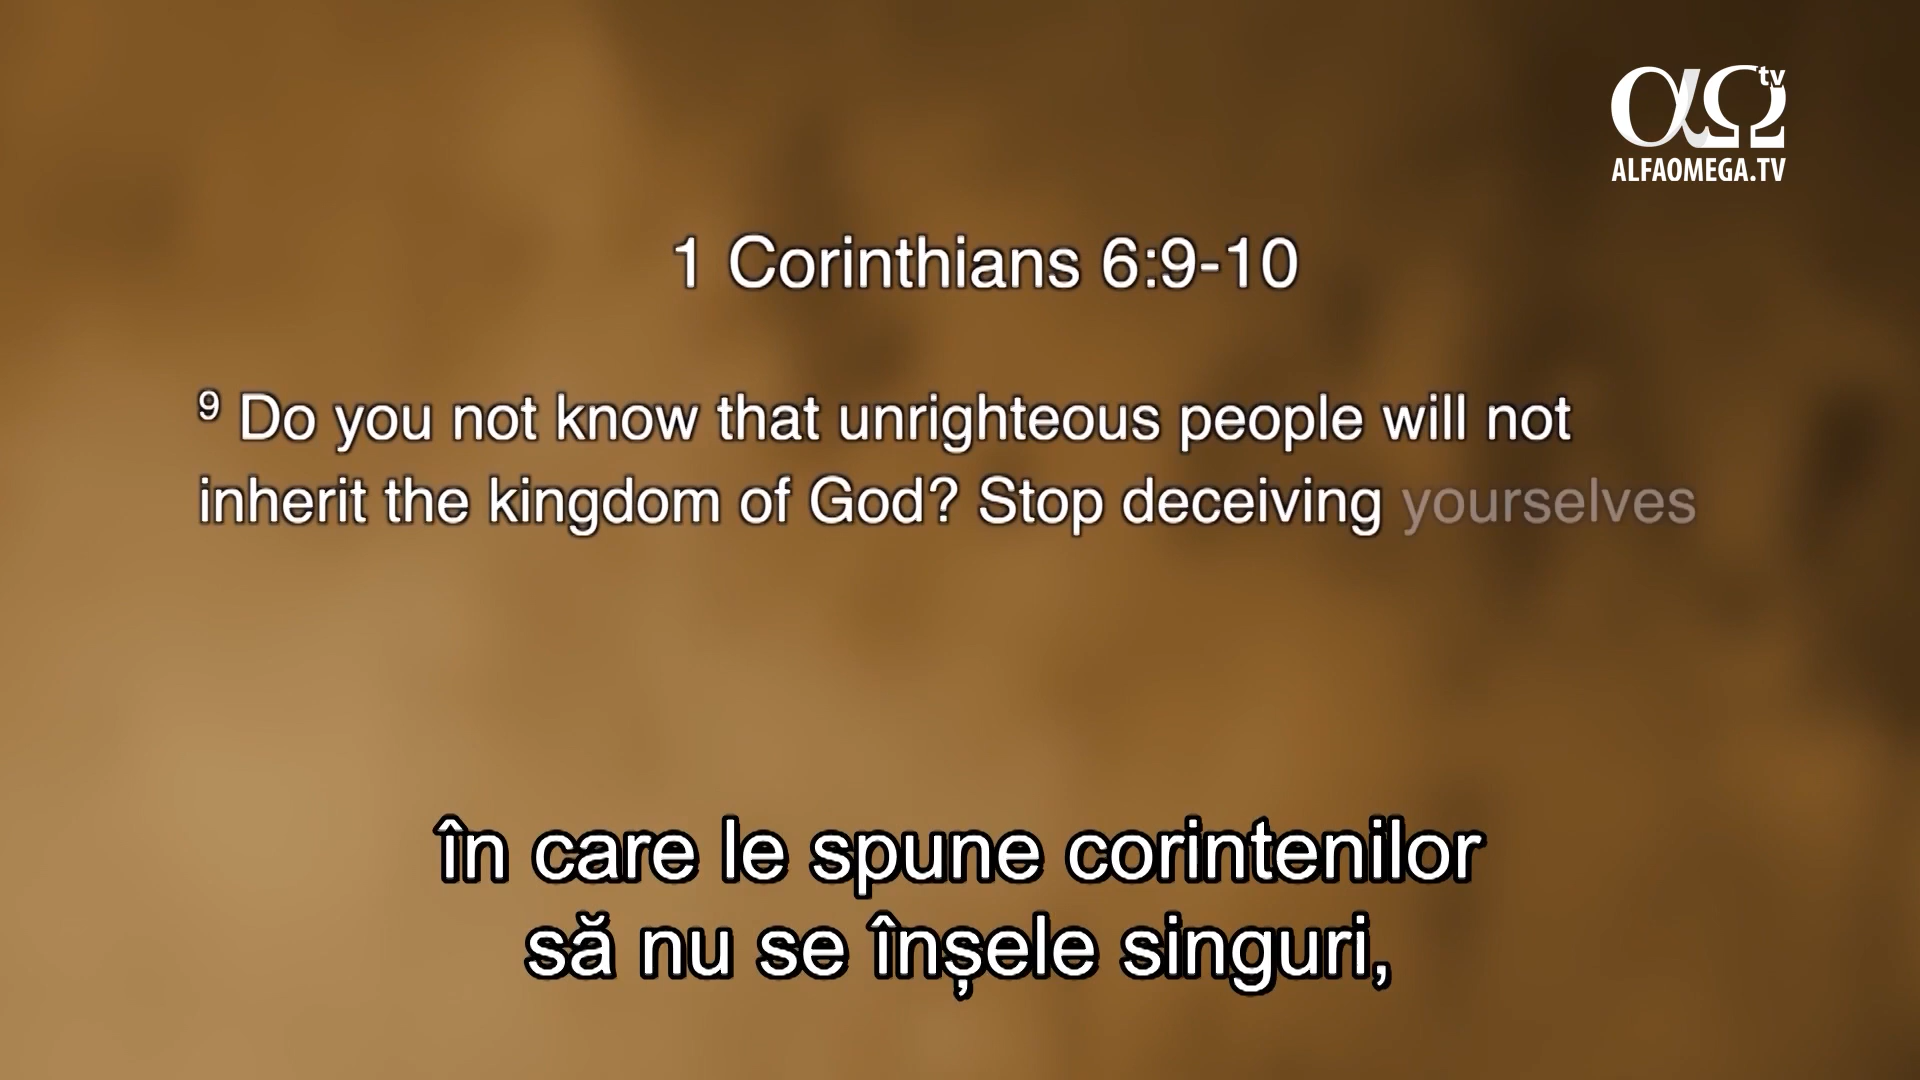 αΩ tv
ALFAOMEGA.TV
1 Corinthians 6:9-10
⁹ Do you not know that unrighteous people will not
inherit the kingdom of God? Stop deceiving yourselves
în care le spune corintenilor
să nu se înșele singuri,